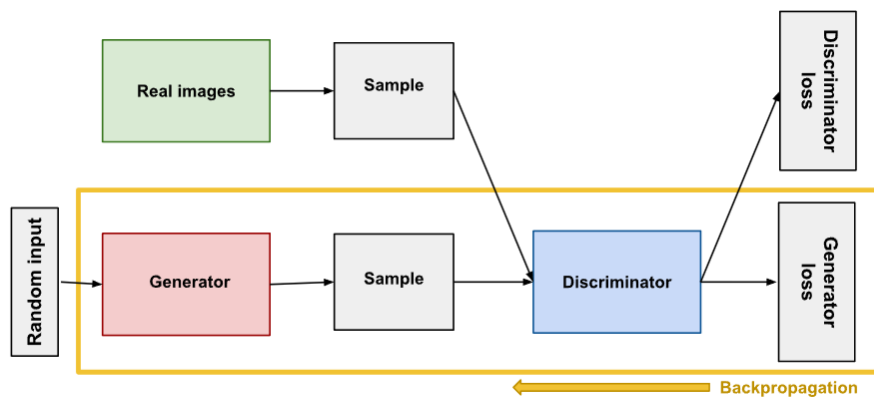 Real images
Sample
Discriminator
loss
Random input
Generator
Sample
Discriminator
Generator
loss
Backpropagation